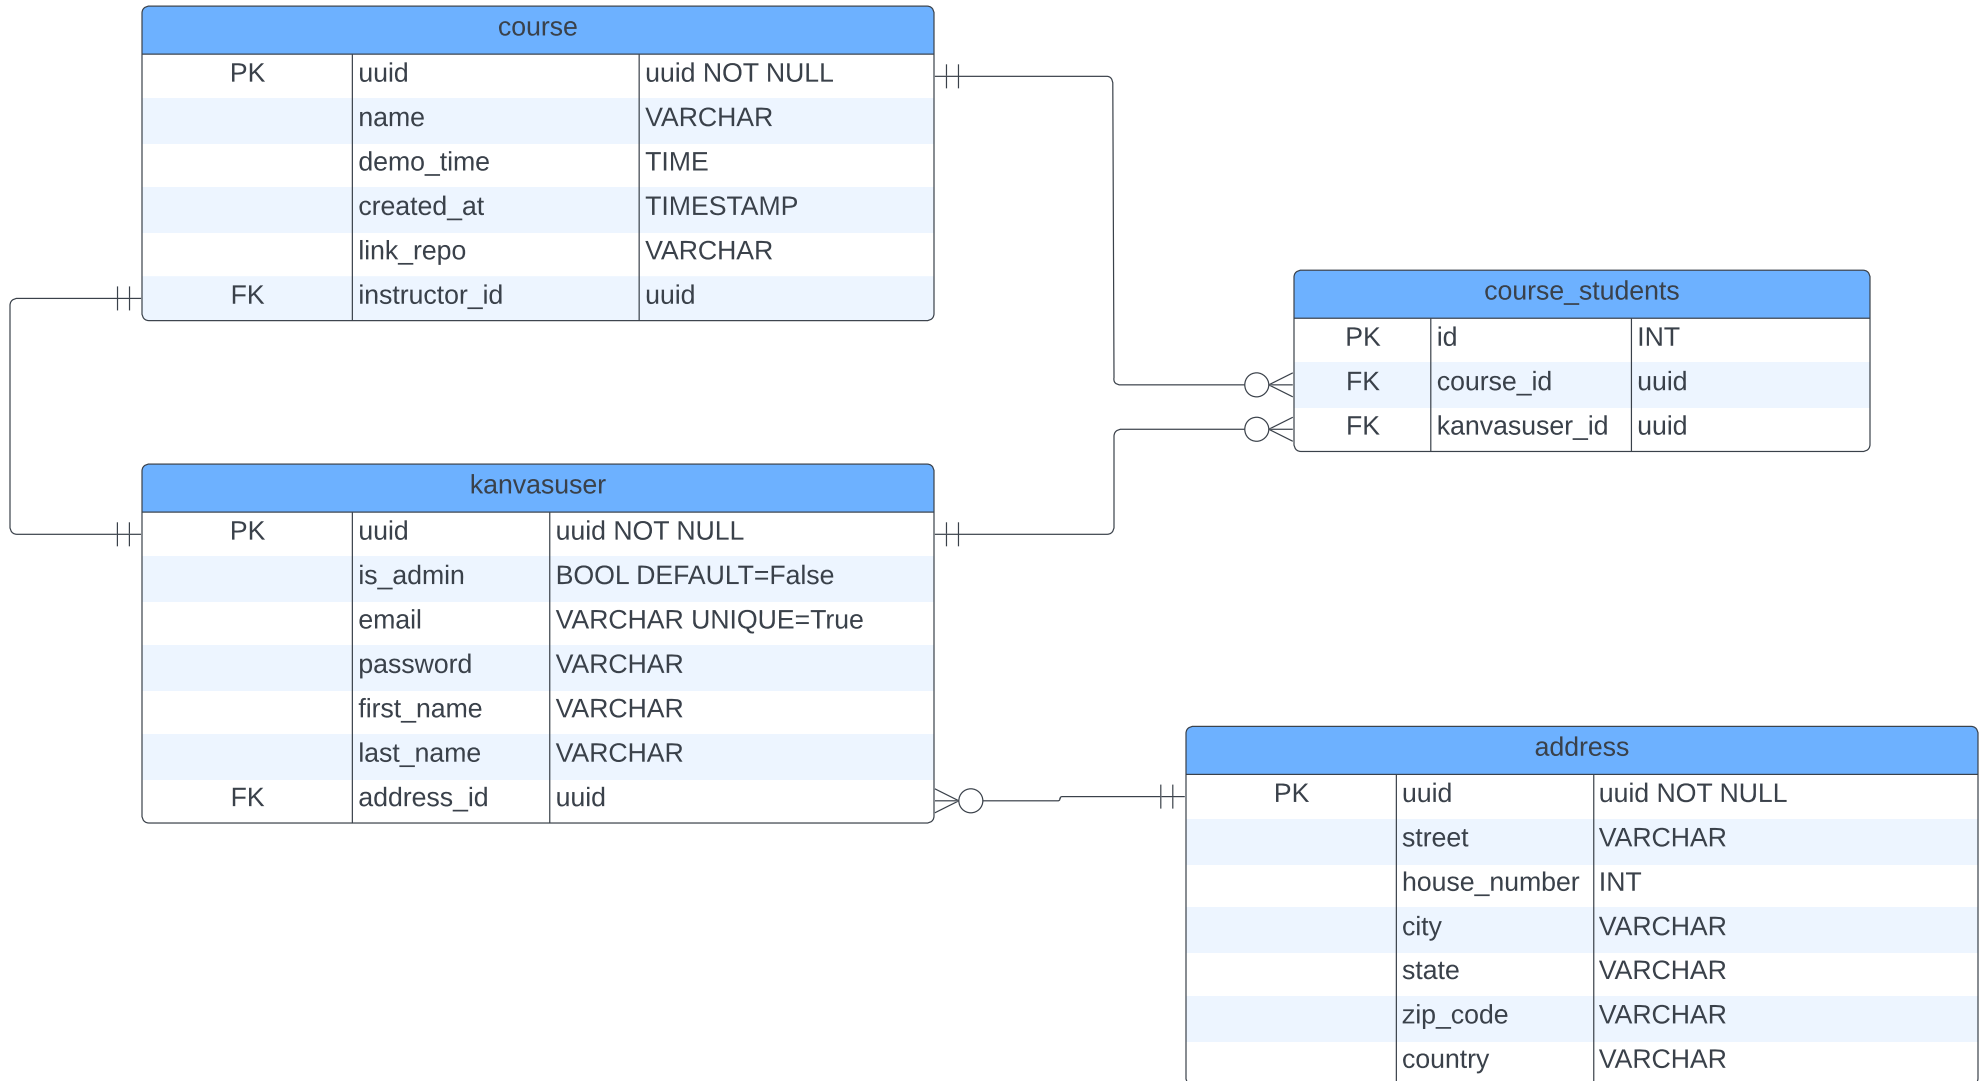 course
PK uuid uuid NOT NULL
name VARCHAR
demo_time TIME
created_at TIMESTAMP
link_repo VARCHAR
FK instructor_id uuid
course_students
PK id INT
FK course_id uuid
FK kanvasuser_id uuid
kanvasuser
PK uuid uuid NOT NULL
is_admin BOOL DEFAULT=False
email VARCHAR UNIQUE=True
password VARCHAR
first_name VARCHAR
last_name VARCHAR
FK address_id uuid
address
PK uuid uuid NOT NULL
street VARCHAR
house_number INT
city VARCHAR
state VARCHAR
zip_code VARCHAR
country VARCHAR